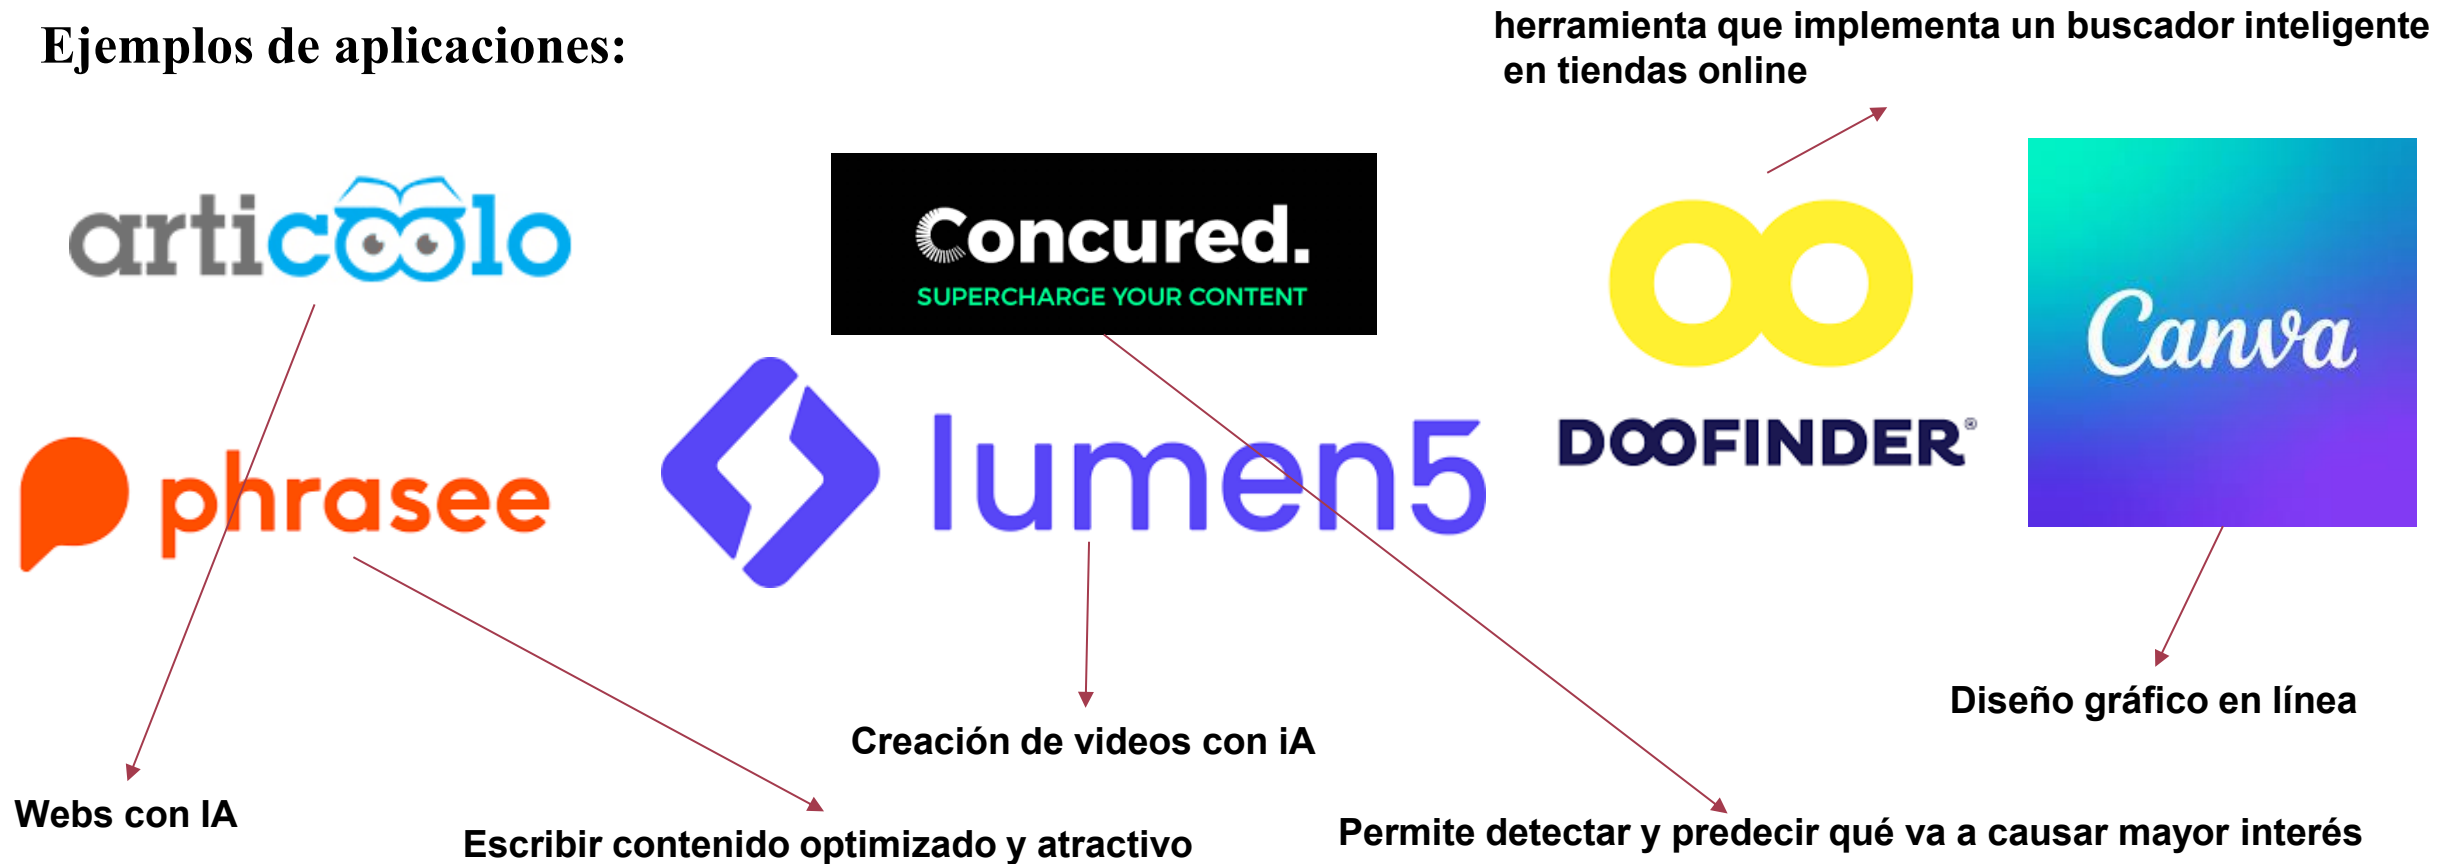 Ejemplos de aplicaciones:
herramienta que implementa un buscador inteligente
en tiendas online
articoolo
Concured.
SUPERCHARGE YOUR CONTENT
Canva
phrasee
lumen5
DOOFINDER®
Diseño gráfico en línea
Creación de videos con iA
Webs con IA
Escribir contenido optimizado y atractivo
Permite detectar y predecir qué va a causar mayor interés